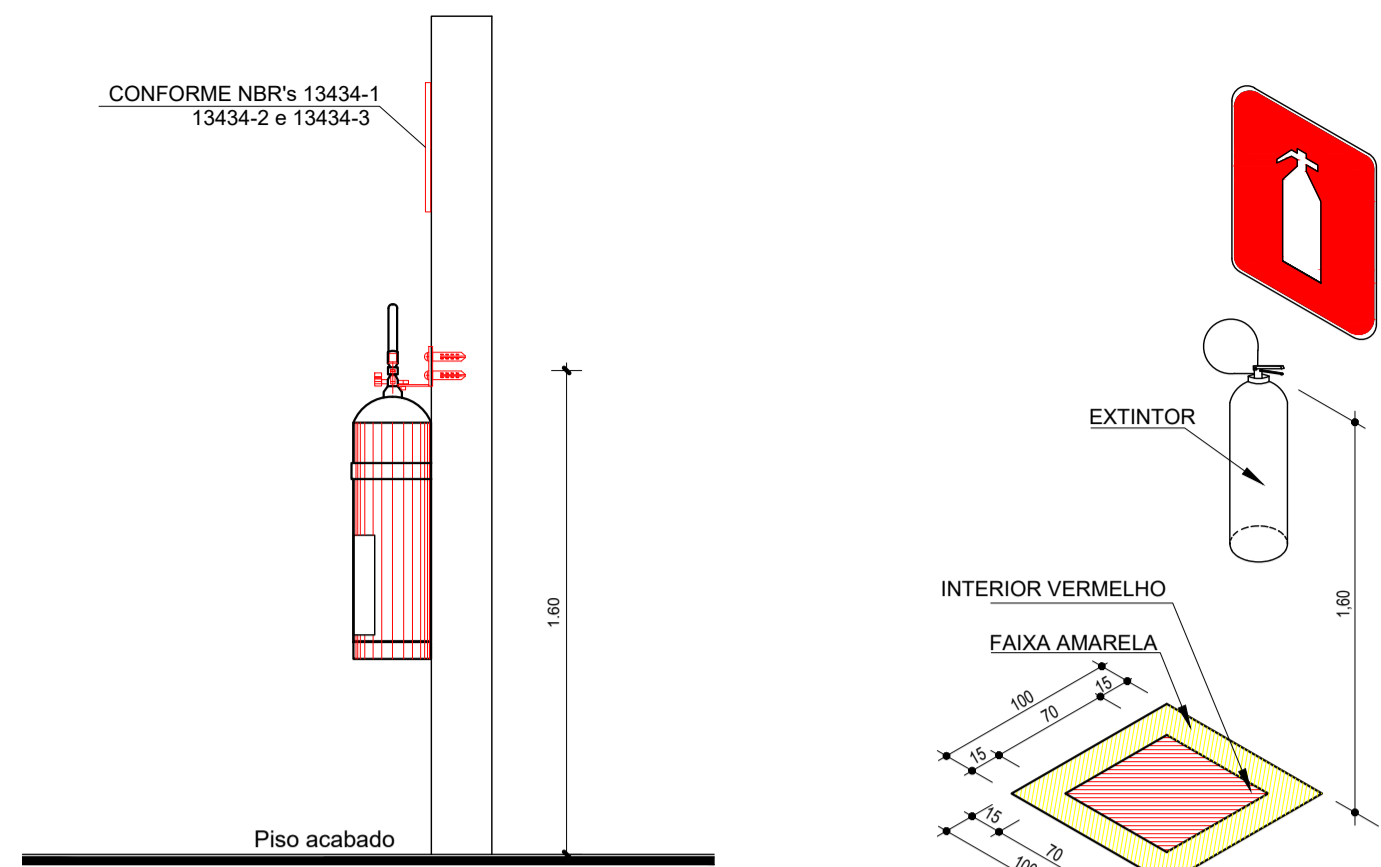 CONFORME NBR's 13434-1
13434-2 e 13434-3
1.60
Piso acabado
EXTINTOR
INTERIOR VERMELHO
FAIXA AMARELA
1,60
100
15
70
15
15
70
100